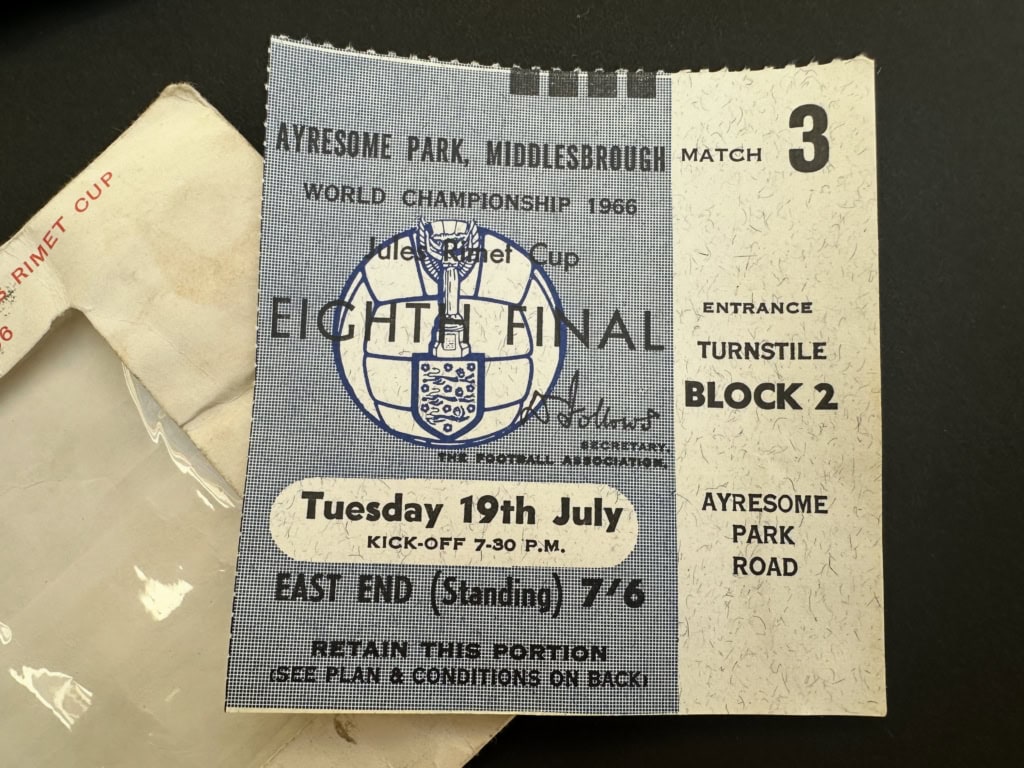 AYRESOME PARK, MIDDLESBROUGH
WORLD CHAMPIONSHIP 1966
Jules Rimet Cup
EIGHTH FINAL
D Follows
SECRETARY,
THE FOOTBALL ASSOCIATION.
Tuesday 19th July
KICK-OFF 7-30 P.M.
EAST END (Standing) 7'6
RETAIN THIS PORTION
(SEE PLAN & CONDITIONS ON BACK)
MATCH 3
ENTRANCE
TURNSTILE
BLOCK 2
AYRESOME
PARK
ROAD
S RIMET CUP
6